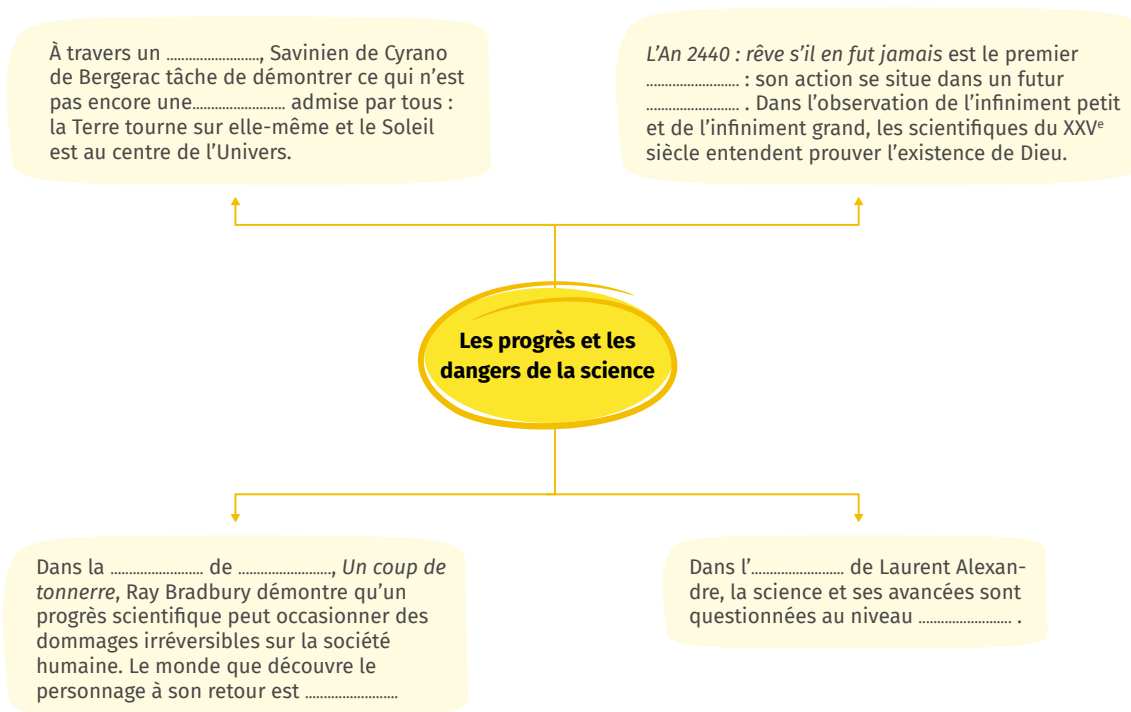 À travers un ........................, Savinien de Cyrano
de Bergerac tâche de démontrer ce qui n’est
pas encore une........................ admise par tous :
la Terre tourne sur elle-même et le Soleil
est au centre de l’Univers.
L’An 2440 : rêve s’il en fut jamais est le premier
........................ : son action se situe dans un futur
........................ . Dans l’observation de l’infiniment petit
et de l’infiniment grand, les scientifiques du XXVe
siècle entendent prouver l’existence de Dieu.
Les progrès et les
dangers de la science
Dans la ........................ de ........................, Un coup de
tonnerre, Ray Bradbury démontre qu’un
progrès scientifique peut occasionner des
dommages irréversibles sur la société
humaine. Le monde que découvre le
personnage à son retour est ........................
Dans l’........................ de Laurent Alexan-
dre, la science et ses avancées sont
questionnées au niveau ........................ .